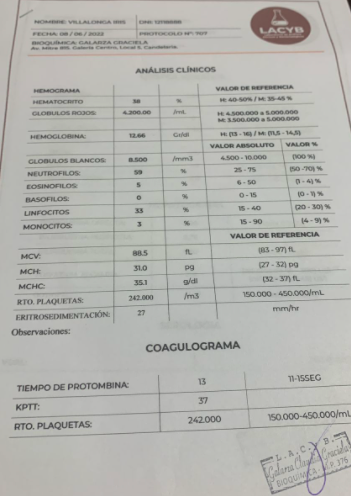 NOMBRE: VILLALONGA IRIS DNI:
FECHA: 08 / 06 / 2022 PROTOCOLO Nº: 707
BIOQUÍMICA: GALARZA GRACIELA
Av. Mitre 915, Galería Centro, Local 5, Candelaria.
LACYB
ANÁLISIS CLÍNICOS
HEMOGRAMA VALOR DE REFERENCIA
HEMATOCRITO 38 % H: 40-50% / M: 35-45 %
GLOBULOS ROJOS: 4.200.00 /mL H: 4.500.000 a 5.000.000
M: 3.500.000 a 5.000.000
HEMOGLOBINA: 12,66 Gr/dl H: (13 - 16) / M: (11,5 - 14,5)
VALOR ABSOLUTO VALOR %
GLOBULOS BLANCOS: 8.500 /mm3 4.500 - 10.000 (100 %)
NEUTROFILOS: 59 % 25 - 75 (50 -70) %
EOSINOFILOS: 5 % 6 - 50 (1 - 4) %
BASOFILOS: 0 % 0 - 15 (0 - 1) %
LINFOCITOS 33 % 15 - 40 (20 - 30) %
MONOCITOS: 3 % 15 - 90 (4 - 9) %
VALOR DE REFERENCIA
MCV: 88.5 fL (83 - 97) fL
MCH: 31.0 pg (27 - 32) pg
MCHC: 35.1 g/dl (32 - 37) fL
RTO. PLAQUETAS: 242.000 /m3 150.000 - 450.000/mL
ERITROSEDIMENTACIÓN: 27 mm/hr
Observaciones:
COAGULOGRAMA
TIEMPO DE PROTOMBINA: 13 11-15SEG
KPTT: 37
RTO. PLAQUETAS: 242.000 150.000-450.000/mL
L. A. C. Y B.
Galarza Claudia Graciela
BIOQUIMICA - M.P. 375